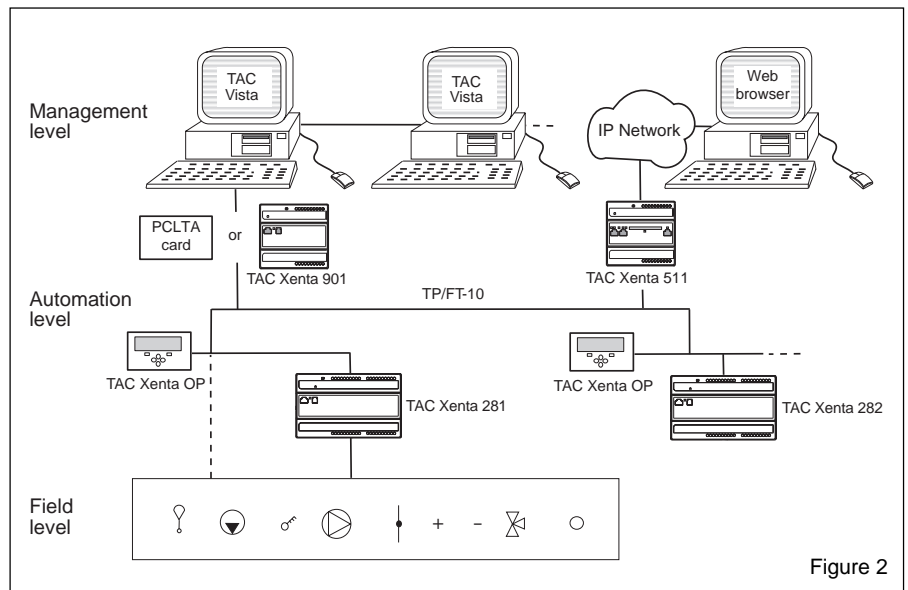 TAC
Vista
TAC
Vista
Web
browser
Management
level
IP Network
PCLTA
card
or
TAC Xenta 901
TAC Xenta 511
Automation
level
TP/FT-10
TAC Xenta OP
TAC Xenta OP
TAC Xenta 281
TAC Xenta 282
Field
level
+ -
Figure 2